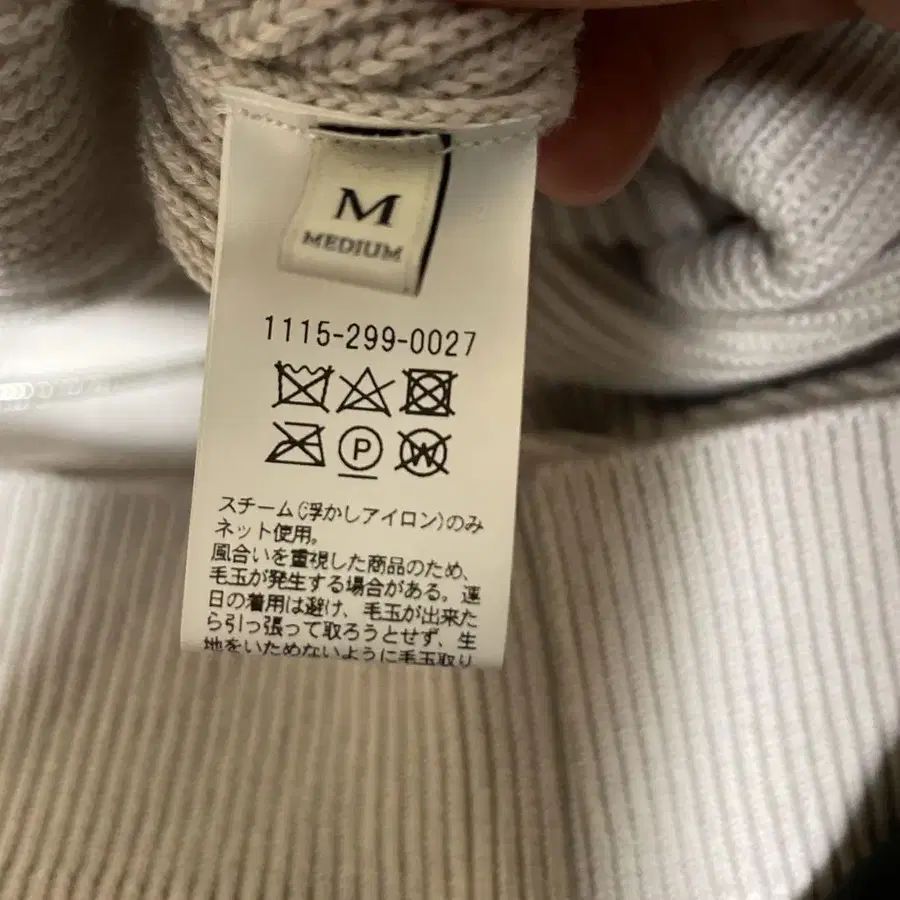 M
MEDIUM
1115-299-0027
P
W
スチーム(浮かしアイロン)のみ
ネット使用。
風合いを重視した商品のため、
毛玉が発生する場合がある。連
日の着用は避け、毛玉が出来た
ら引っ張って取ろうとせず、生
地をいためないように毛玉取り